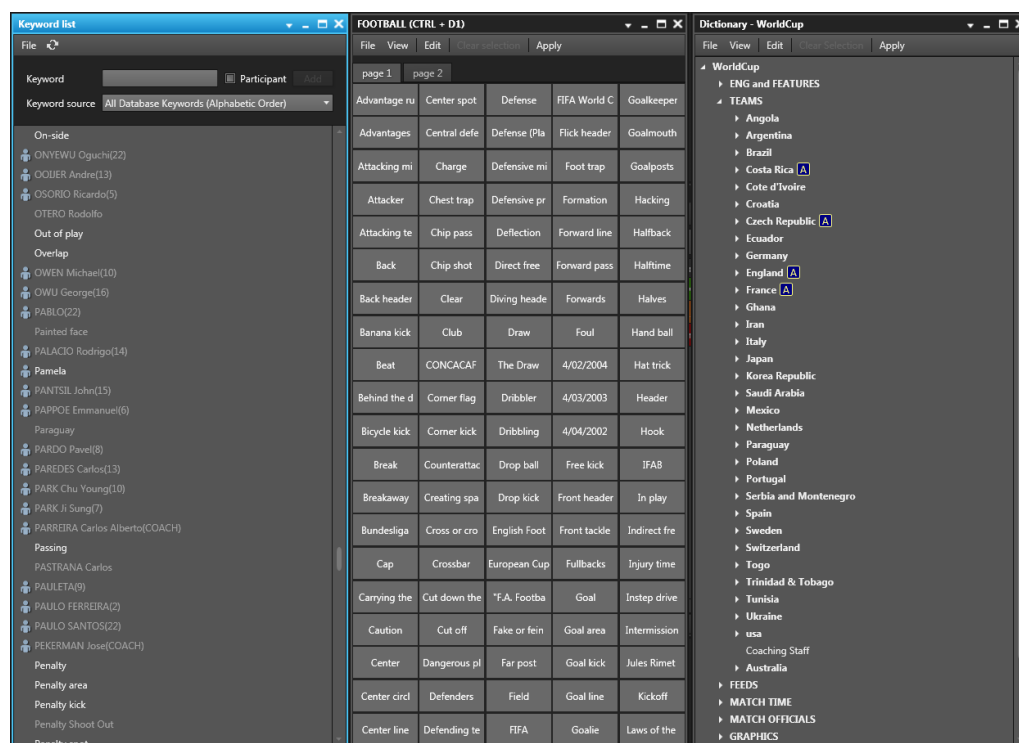 Keyword list
File
Keyword
Participant
Add
Keyword source All Database Keywords (Alphabetic Order)
On-side
ONYEWU Oguchi(22)
OOIJER Andre(13)
OSORIO Ricardo(5)
OTERO Rodolfo
Out of play
Overlap
OWEN Michael(10)
OWU George(16)
PABLO(22)
Painted face
PALACIO Rodrigo(14)
Pamela
PANTSIL John(15)
PAPPOE Emmanuel(6)
Paraguay
PARDO Pavel(8)
PAREDES Carlos(13)
PARK Chu Young(10)
PARK Ji Sung(7)
PARREIRA Carlos Alberto(COACH)
Passing
PASTRANA Carlos
PAULETA(9)
PAULO FERREIRA(2)
PAULO SANTOS(22)
PEKERMAN Jose(COACH)
Penalty
Penalty area
Penalty kick
Penalty Shoot Out
Penalty spot
FOOTBALL (CTRL + D1)
File View Edit Clear selection Apply
page 1 page 2
Advantage ru Center spot Defense FIFA World C Goalkeeper
Advantages Central defe Defense (Pla Flick header Goalmouth
Attacking mi Charge Defensive mi Foot trap Goalposts
Attacker Chest trap Defensive pr Formation Hacking
Attacking te Chip pass Deflection Forward line Halfback
Back Chip shot Direct free Forward pass Halftime
Back header Clear Diving heade Forwards Halves
Banana kick Club Draw Foul Hand ball
Beat CONCACAF The Draw 4/02/2004 Hat trick
Behind the d Corner flag Dribbler 4/03/2003 Header
Bicycle kick Corner kick Dribbling 4/04/2002 Hook
Break Counterattac Drop ball Free kick IFAB
Breakaway Creating spa Drop kick Front header In play
Bundesliga Cross or cro English Foot Front tackle Indirect fre
Cap Crossbar European Cup Fullbacks Injury time
Carrying the Cut down the "F.A. Footba Goal Instep drive
Caution Cut off Fake or fein Goal area Intermission
Center Dangerous pl Far post Goal kick Jules Rimet
Center circl Defenders Field Goal line Kickoff
Center line Defending te FIFA Goalie Laws of the
Dictionary - WorldCup
File View Edit Clear Selection Apply
WorldCup
ENG and FEATURES
TEAMS
Angola
Argentina
Brazil
Costa Rica A
Cote d'Ivoire
Croatia
Czech Republic A
Ecuador
Germany
England A
France A
Ghana
Iran
Italy
Japan
Korea Republic
Saudi Arabia
Mexico
Netherlands
Paraguay
Poland
Portugal
Serbia and Montenegro
Spain
Sweden
Switzerland
Togo
Trinidad & Tobago
Tunisia
Ukraine
usa
Coaching Staff
Australia
FEEDS
MATCH TIME
MATCH OFFICIALS
GRAPHICS